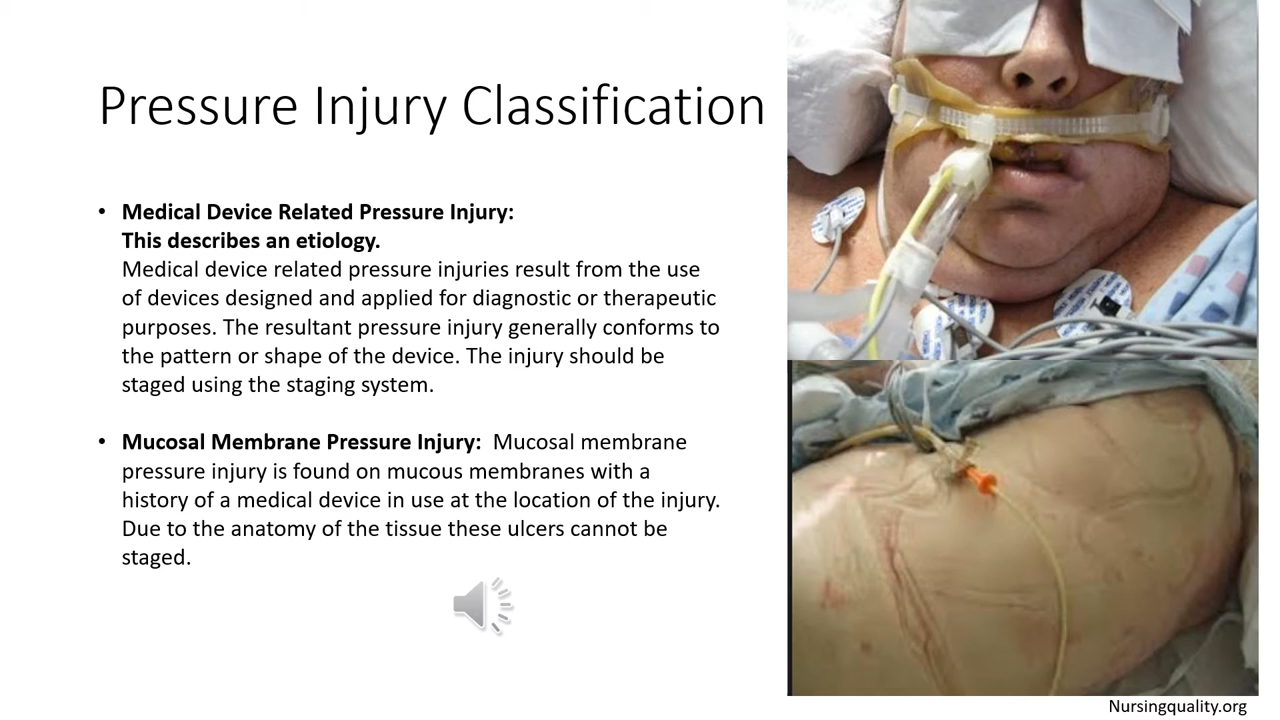 Pressure Injury Classification
• Medical Device Related Pressure Injury:
This describes an etiology.
Medical device related pressure injuries result from the use
of devices designed and applied for diagnostic or therapeutic
purposes. The resultant pressure injury generally conforms to
the pattern or shape of the device. The injury should be
staged using the staging system.
• Mucosal Membrane Pressure Injury: Mucosal membrane
pressure injury is found on mucous membranes with a
history of a medical device in use at the location of the injury.
Due to the anatomy of the tissue these ulcers cannot be
staged.
Nursingquality.org